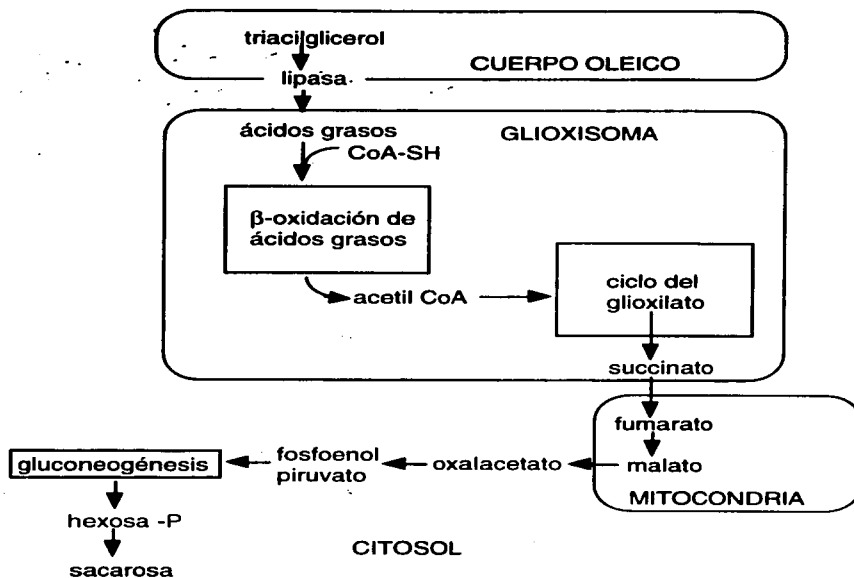 triacilglicerol
CUERPO OLEICO
lipasa
ácidos grasos
GLIOXISOMA
CoA-SH
β-oxidación de
ácidos grasos
acetil CoA
ciclo del
glioxilato
succinato
fumarato
malato
MITOCONDRIA
oxalacetato
fosfoenol
piruvato
gluconeogénesis
hexosa -P
sacarosa
CITOSOL